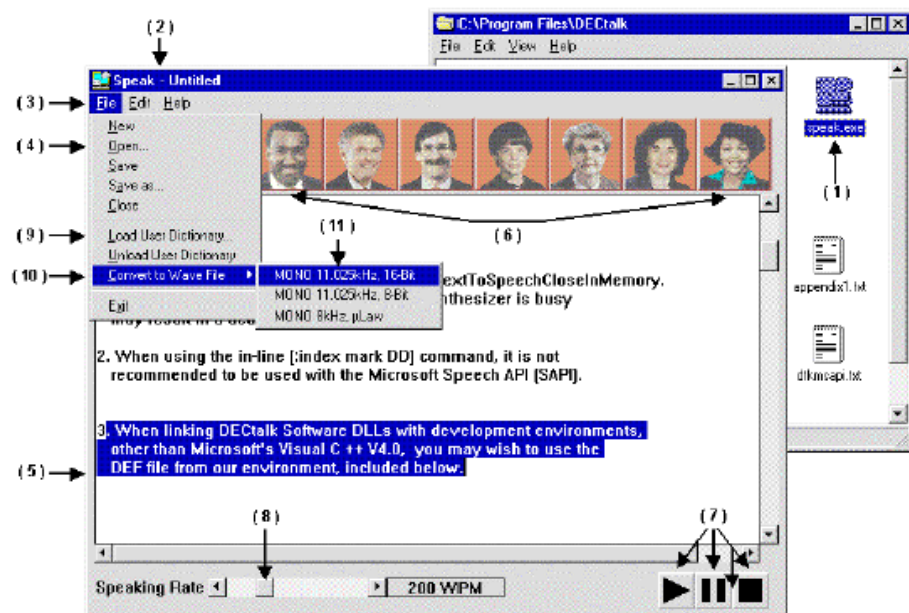 C:\Program Files\DECtalk
File Edit View Help
( 2 )
Speak - Untitled
( 3 )
File Edit Help
speak.exe
( 1 )
New
( 4 )
Open...
Save
Save as...
Close
( 9 )
Load User Dictionary...
Unload User Dictionary
( 10 )
Convert to Wave File
Exit
( 11 )
( 6 )
MONO 11.025kHz, 16-Bit
MONO 11.025kHz, 8-Bit
MONO 8kHz, µLaw
extToSpeechCloseInMemory.
nthesizer is busy
may result in a
appendix1.txt
2. When using the in-line [:index mark DD] command, it is not
recommended to be used with the Microsoft Speech API (SAPI).
dtkmsapi.txt
3. When linking DECtalk Software DLLs with development environments,
other than Microsoft's Visual C ++ V4.0, you may wish to use the
DEF file from our environment, included below.
( 5 )
( 8 )
( 7 )
Speaking Rate
200 WPM